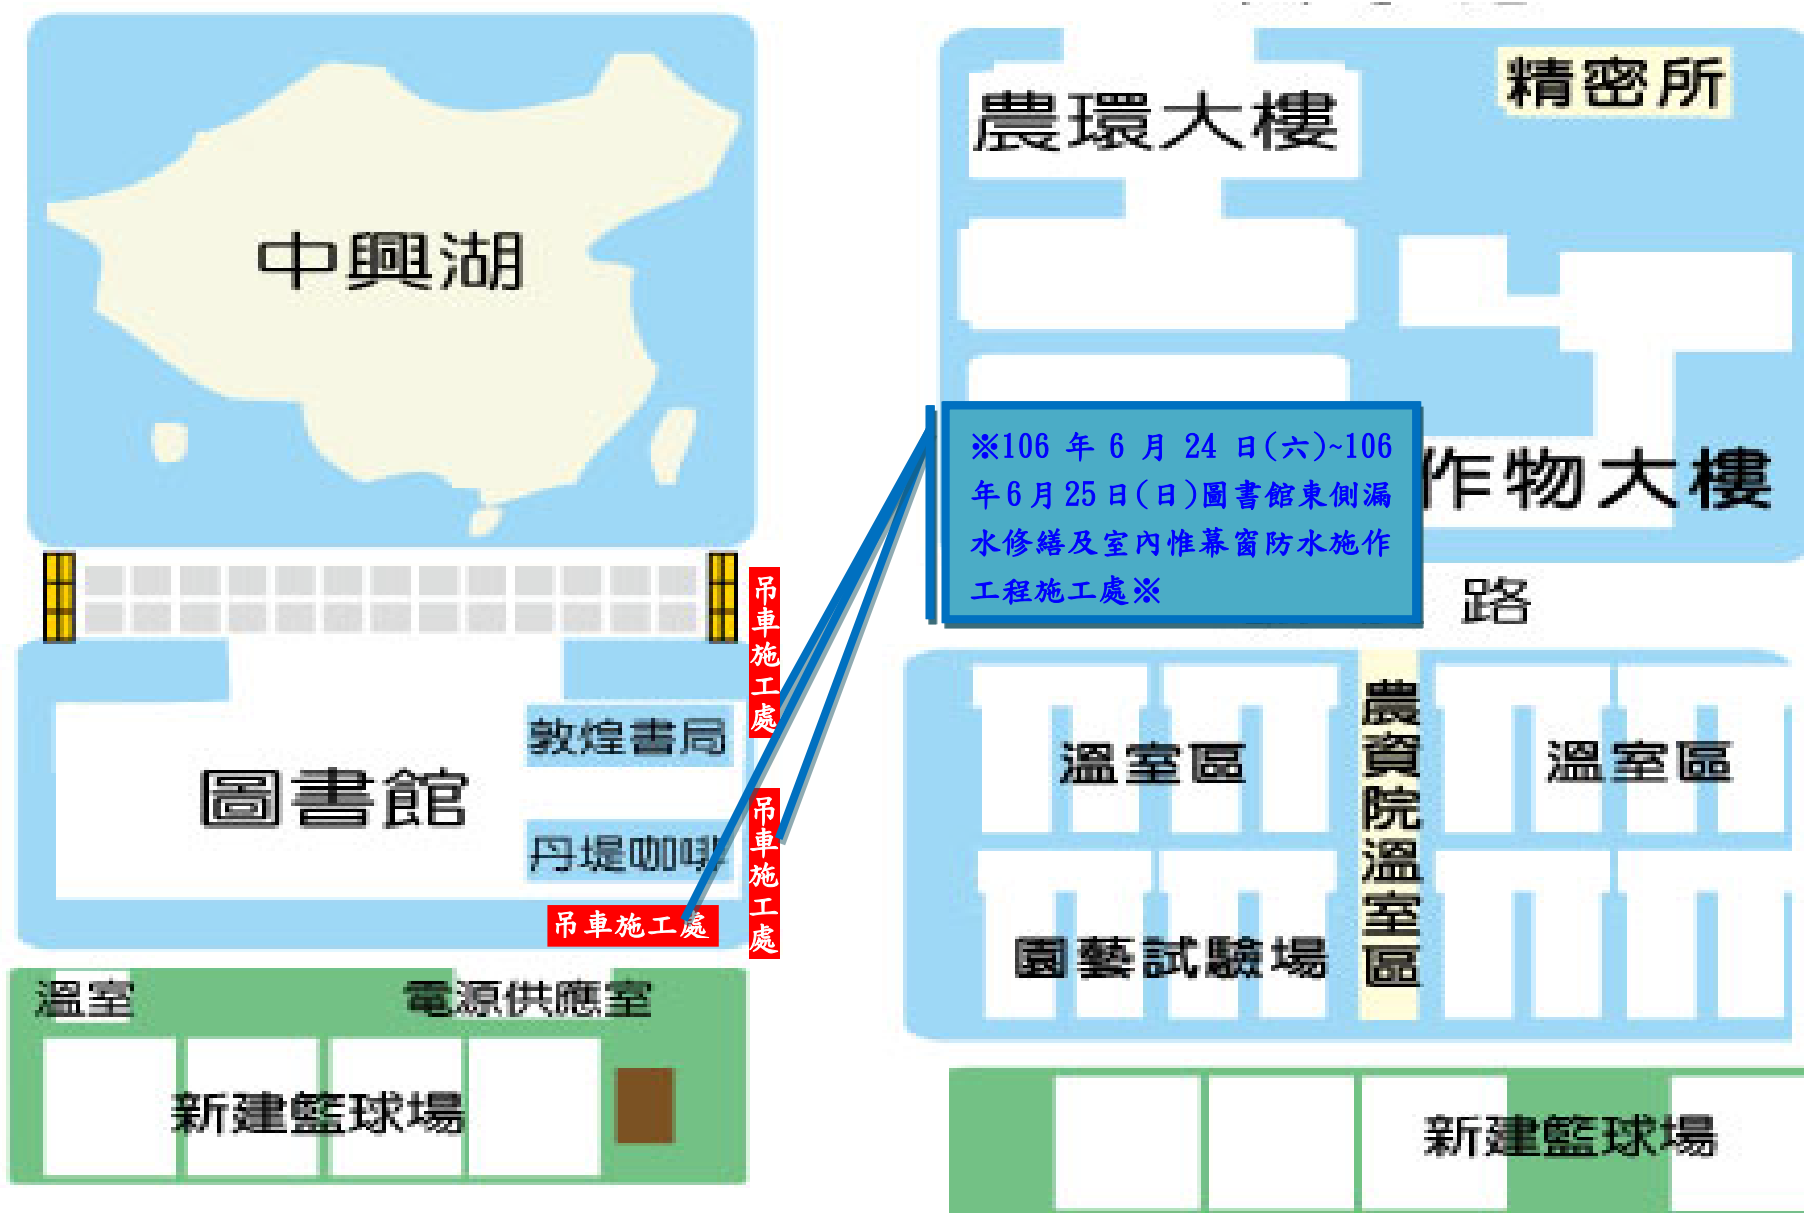 精密所
農環大樓
中興湖
※106 年 6 月 24 日(六)~106
年 6 月 25 日(日)圖書館東側漏
水修繕及室內惟幕窗防水施作
工程施工處※
作物大樓
路
吊車施工處
敦煌書局
圖書館
丹堤咖啡
吊車施工處
吊車施工處
溫室區
農資院溫室區
溫室區
園藝試驗場
溫室
電源供應室
新建籃球場
新建籃球場